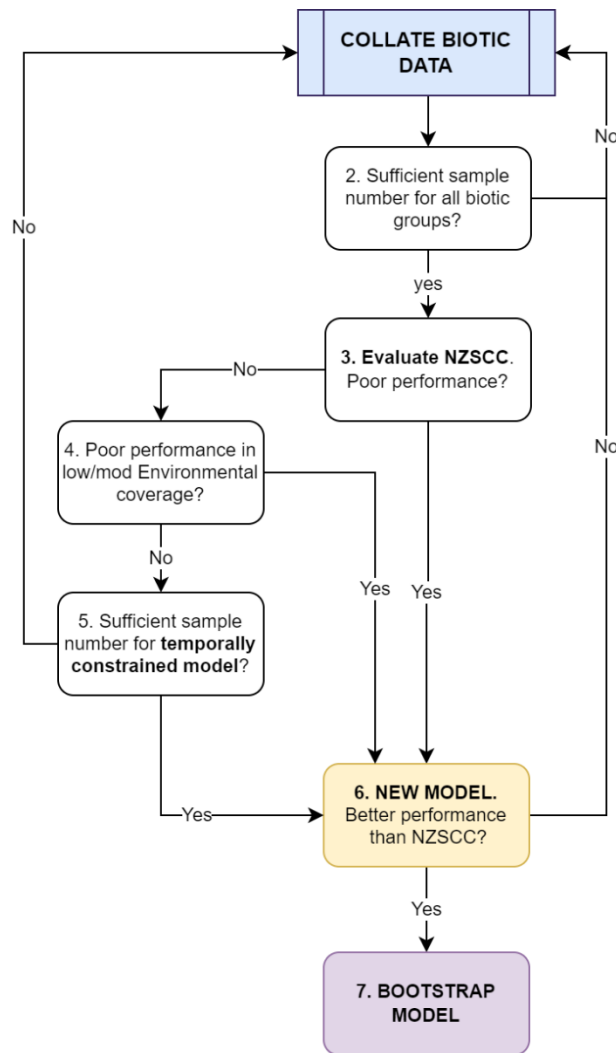 COLLATE BIOTIC
DATA
No
2. Sufficient sample
number for all biotic
groups?
No
yes
3. Evaluate NZSCC.
Poor performance?
No
4. Poor performance in
low/mod Environmental
coverage?
No
No
Yes
Yes
5. Sufficient sample
number for temporally
constrained model?
6. NEW MODEL.
Better performance
than NZSCC?
Yes
Yes
7. BOOTSTRAP
MODEL